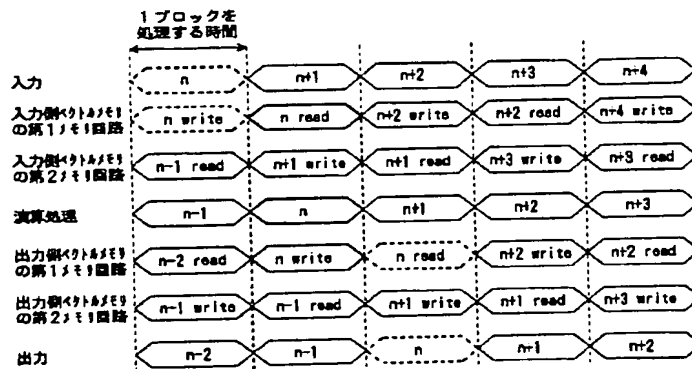 1ブロックを
処理する時間
入力 n n+1 n+2 n+3 n+4
入力側ベクトルメモリ
の第1メモリ回路 n write n read n+2 write n+2 read n+4 write
入力側ベクトルメモリ
の第2メモリ回路 n-1 read n+1 write n+1 read n+3 write n+3 read
演算処理 n-1 n n+1 n+2 n+3
出力側ベクトルメモリ
の第1メモリ回路 n-2 read n write n read n+2 write n+2 read
出力側ベクトルメモリ
の第2メモリ回路 n-1 write n-1 read n+1 write n+1 read n+3 write
出力 n-2 n-1 n n+1 n+2